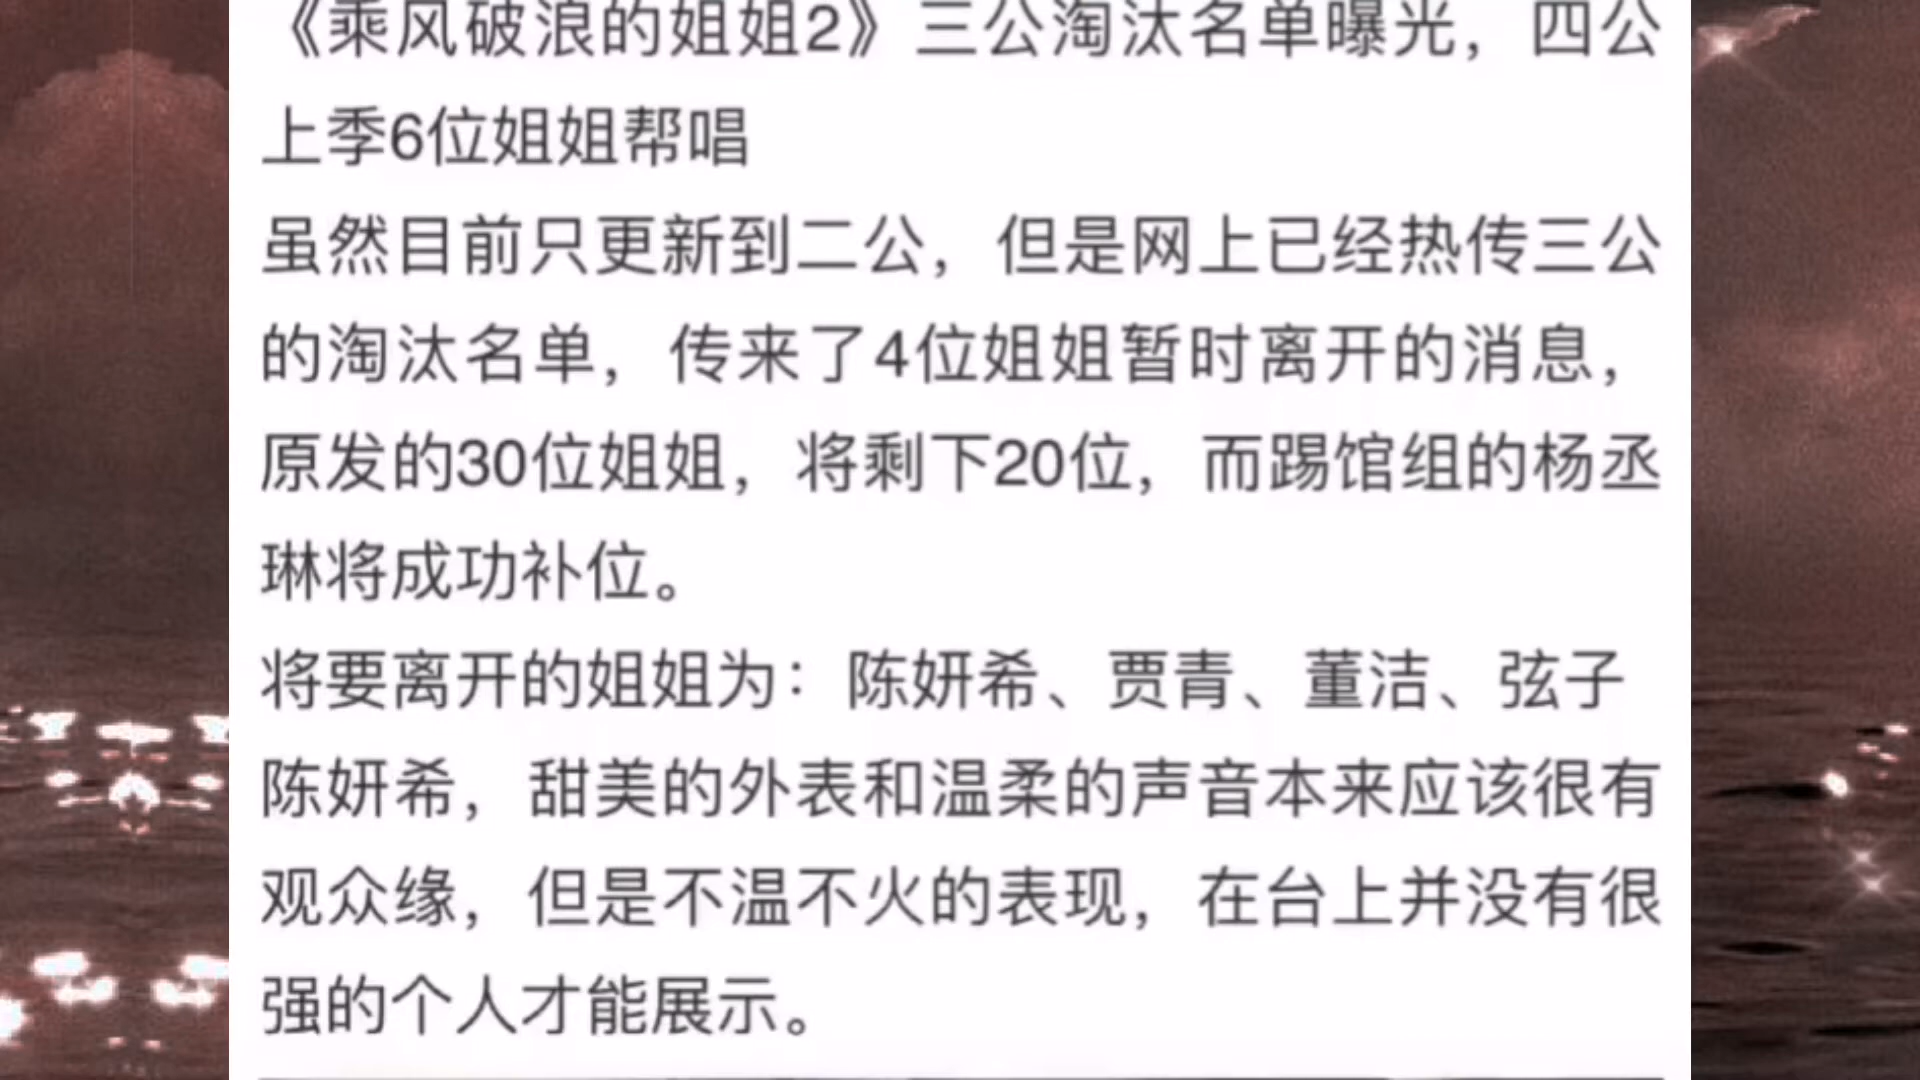 《乘风破浪的姐姐2》三公淘汰名单曝光，四公
上季6位姐姐帮唱
虽然目前只更新到二公，但是网上已经热传三公
的淘汰名单，传来了4位姐姐暂时离开的消息，
原发的30位姐姐，将剩下20位，而踢馆组的杨丞
琳将成功补位。
将要离开的姐姐为：陈妍希、贾青、董洁、弦子
陈妍希，甜美的外表和温柔的声音本来应该很有
观众缘，但是不温不火的表现，在台上并没有很
强的个人才能展示。